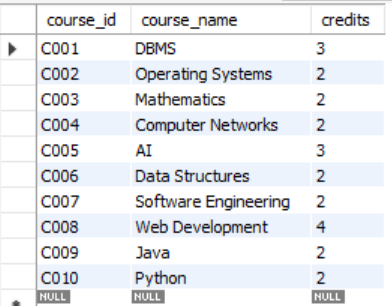 course_id course_name credits
C001 DBMS 3
C002 Operating Systems 2
C003 Mathematics 2
C004 Computer Networks 2
C005 AI 3
C006 Data Structures 2
C007 Software Engineering 2
C008 Web Development 4
C009 Java 2
C010 Python 2
NULL NULL NULL